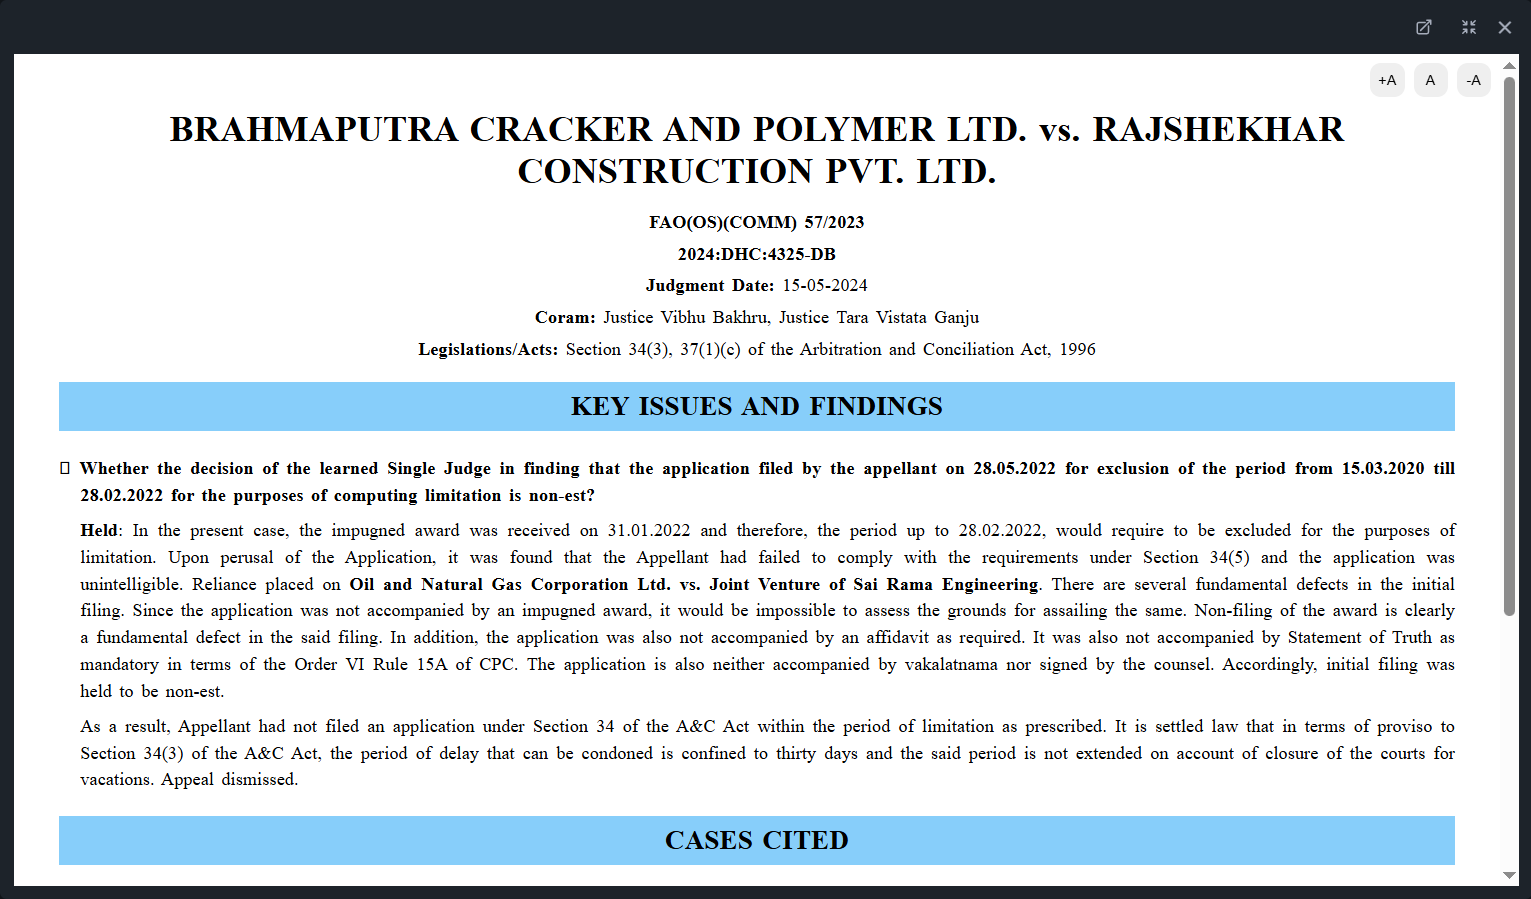 +A A -A
BRAHMAPUTRA CRACKER AND POLYMER LTD. vs. RAJSHEKHAR
CONSTRUCTION PVT. LTD.
FAO(OS)(COMM) 57/2023
2024:DHC:4325-DB
Judgment Date: 15-05-2024
Coram: Justice Vibhu Bakhru, Justice Tara Vistata Ganju
Legislations/Acts: Section 34(3), 37(1)(c) of the Arbitration and Conciliation Act, 1996
KEY ISSUES AND FINDINGS
Whether the decision of the learned Single Judge in finding that the application filed by the appellant on 28.05.2022 for exclusion of the period from 15.03.2020 till
28.02.2022 for the purposes of computing limitation is non-est?
Held: In the present case, the impugned award was received on 31.01.2022 and therefore, the period up to 28.02.2022, would require to be excluded for the purposes of
limitation. Upon perusal of the Application, it was found that the Appellant had failed to comply with the requirements under Section 34(5) and the application was
unintelligible. Reliance placed on Oil and Natural Gas Corporation Ltd. vs. Joint Venture of Sai Rama Engineering. There are several fundamental defects in the initial
filing. Since the application was not accompanied by an impugned award, it would be impossible to assess the grounds for assailing the same. Non-filing of the award is clearly
a fundamental defect in the said filing. In addition, the application was also not accompanied by an affidavit as required. It was also not accompanied by Statement of Truth as
mandatory in terms of the Order VI Rule 15A of CPC. The application is also neither accompanied by vakalatnama nor signed by the counsel. Accordingly, initial filing was
held to be non-est.
As a result, Appellant had not filed an application under Section 34 of the A&C Act within the period of limitation as prescribed. It is settled law that in terms of proviso to
Section 34(3) of the A&C Act, the period of delay that can be condoned is confined to thirty days and the said period is not extended on account of closure of the courts for
vacations. Appeal dismissed.
CASES CITED